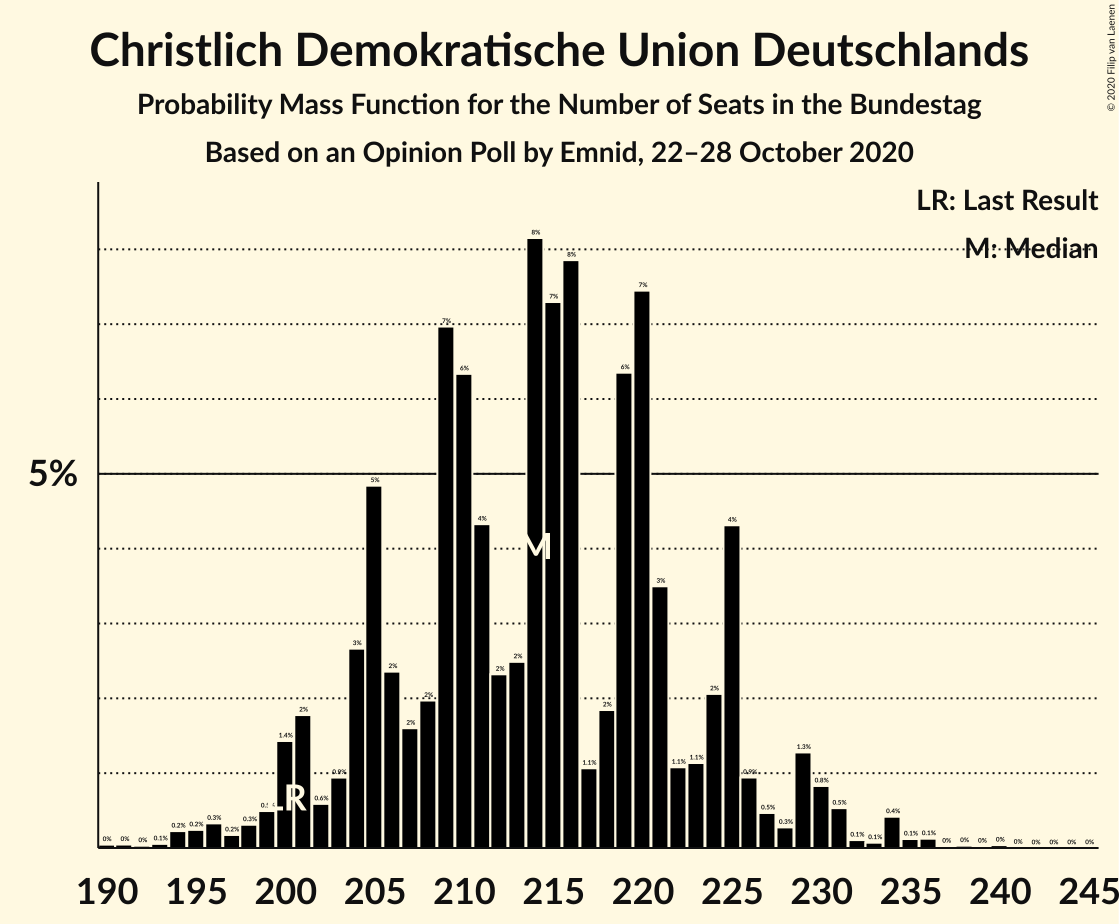 Christlich Demokratische Union Deutschlands
Probability Mass Function for the Number of Seats in the Bundestag
Based on an Opinion Poll by Emnid, 22–28 October 2020
© 2020 Filip van Laenen
LR: Last Result
M: Median
5%
0% 0% 0% 0.1% 0.2% 0.2% 0.3% 0.2% 0.3% 1.4% 2% 0.6% 0.9% 3% 5% 2% 2% 2% 7% 6% 4% 2% 2% 8% 7% 8% 1.1% 2% 6% 7% 3% 1.1% 1.1% 2% 4% 0.9% 0.5% 0.3% 1.3% 0.8% 0.5% 0.1% 0.1% 0.4% 0.1% 0.1% 0% 0% 0% 0% 0% 0% 0% 0% 0%
LR
M
190 195 200 205 210 215 220 225 230 235 240 245